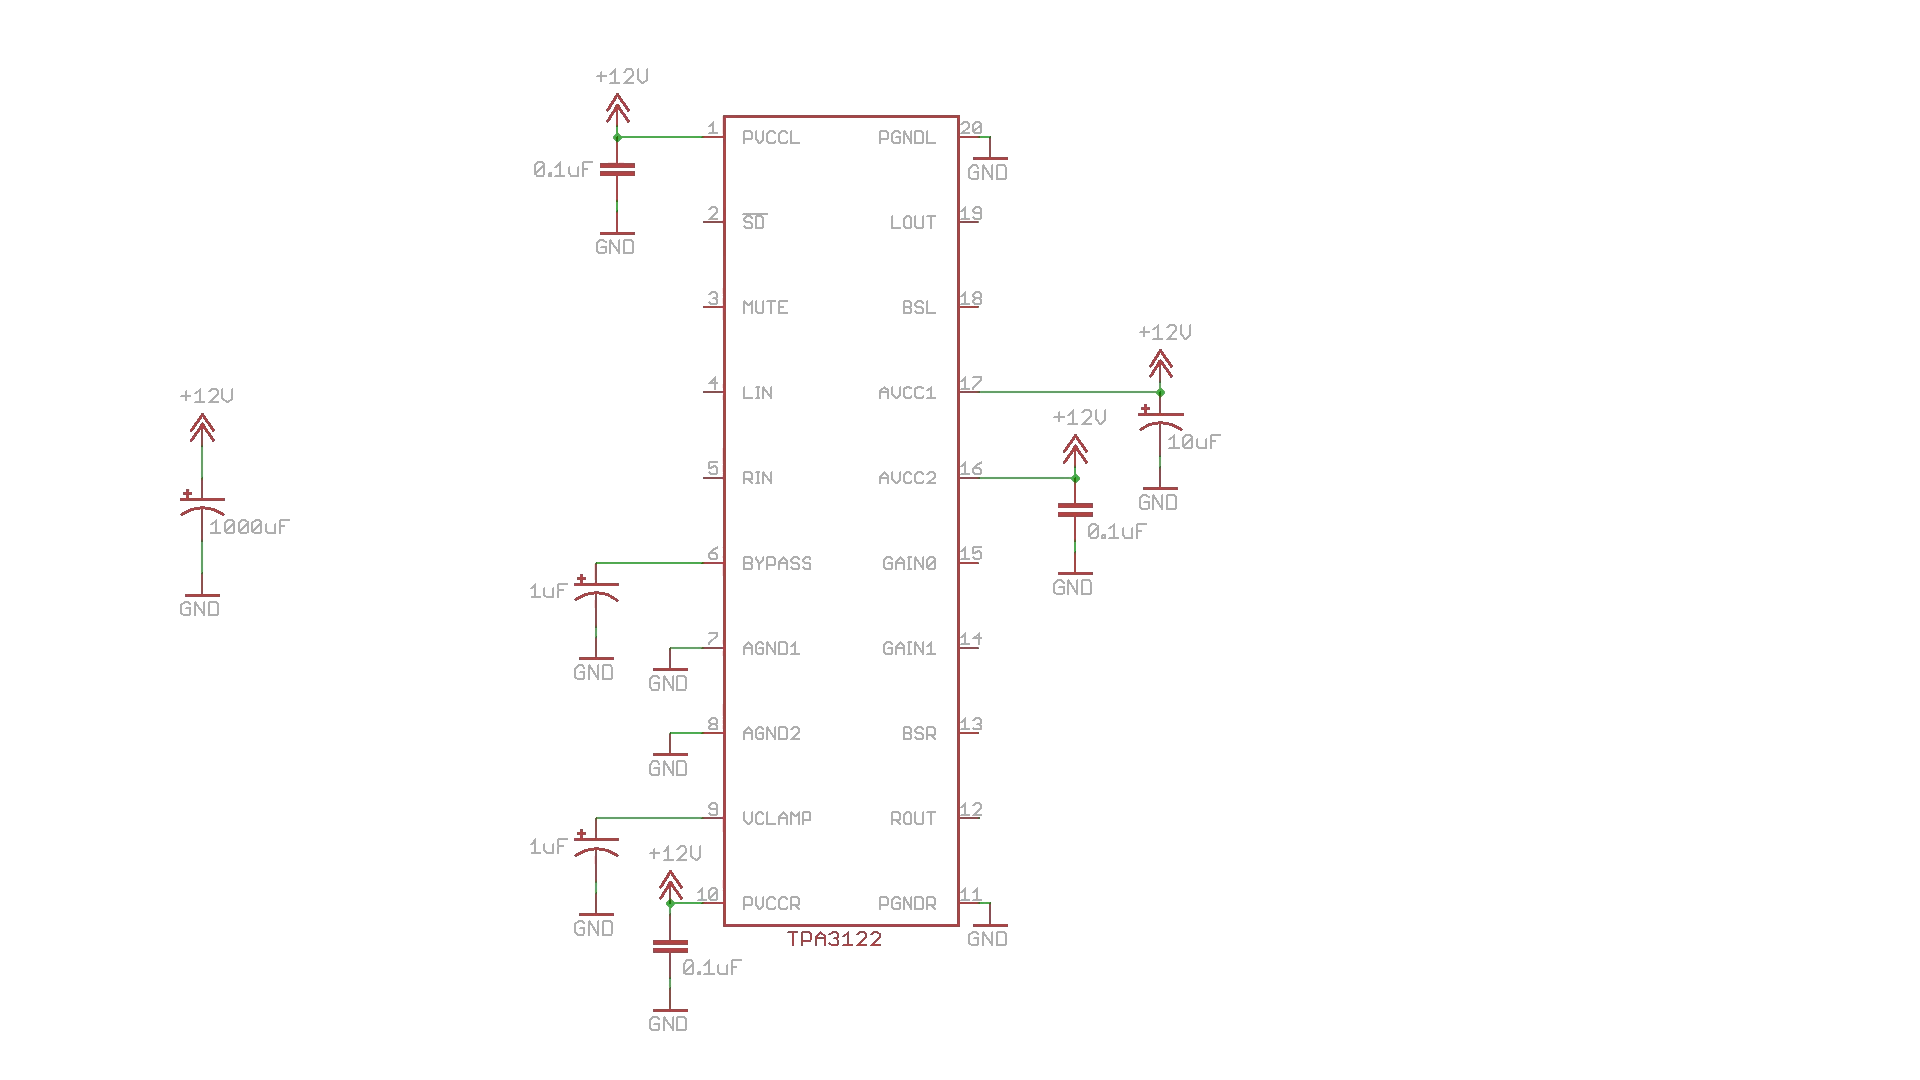 +12V
1 PVCCL
PGNDL 20
0.1uF
GND
2 SD
LOUT 19
GND
3 MUTE
BSL 18
+12V
4 LIN
AVCC1 17
+12V
+12V
10uF
5 RIN
AVCC2 16
GND
1000uF
0.1uF
6 BYPASS
GAIN0 15
1uF
GND
GND
7 AGND1
GAIN1 14
GND
GND
8 AGND2
BSR 13
GND
9 VCLAMP
ROUT 12
1uF
+12V
10 PVCCR
PGNDR 11
GND
TPA3122
GND
0.1uF
GND